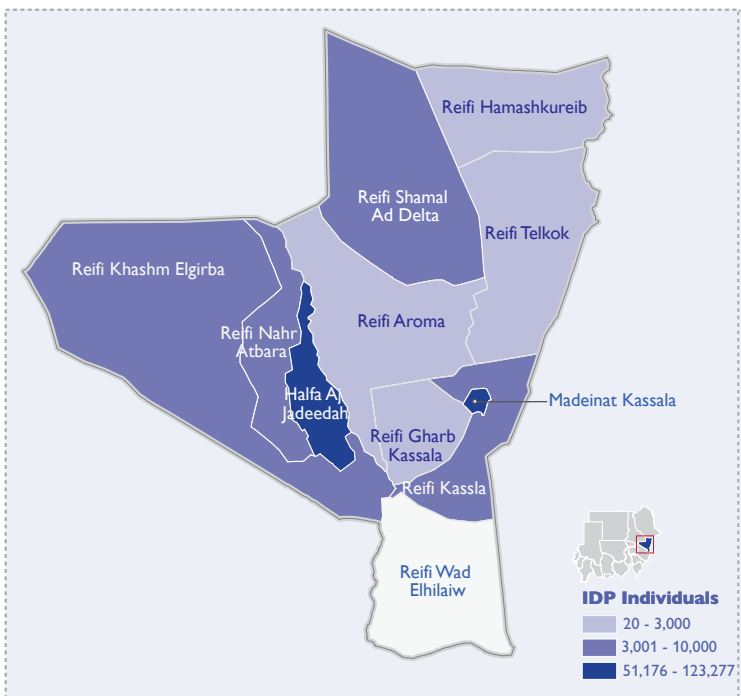 Reifi Hamashkureib
Reifi Shamal
Ad Delta
Reifi Telkok
Reifi Khashm Elgirba
Reifi Aroma
Reifi Nahr
Atbara
Halfa Aj
Jadeedah
Madeinat Kassala
Reifi Gharb
Kassala
Reifi Kassla
Reifi Wad
Elhilaiw
IDP Individuals
20 - 3,000
3,001 - 10,000
51,176 - 123,277